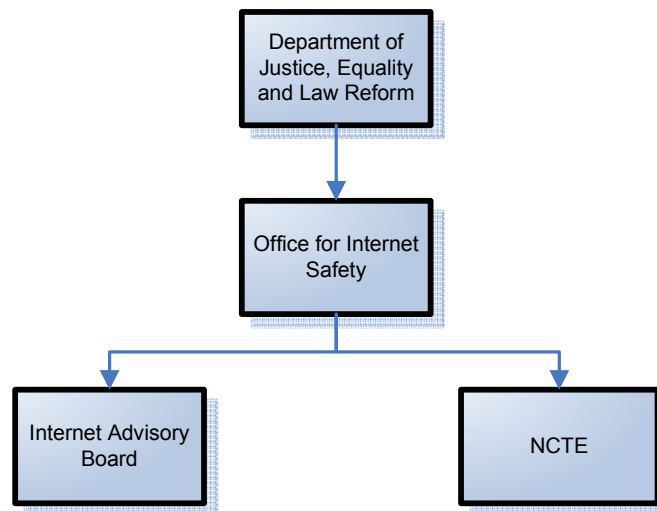 Department of
Justice, Equality
and Law Reform
Office for Internet
Safety
Internet Advisory
Board
NCTE